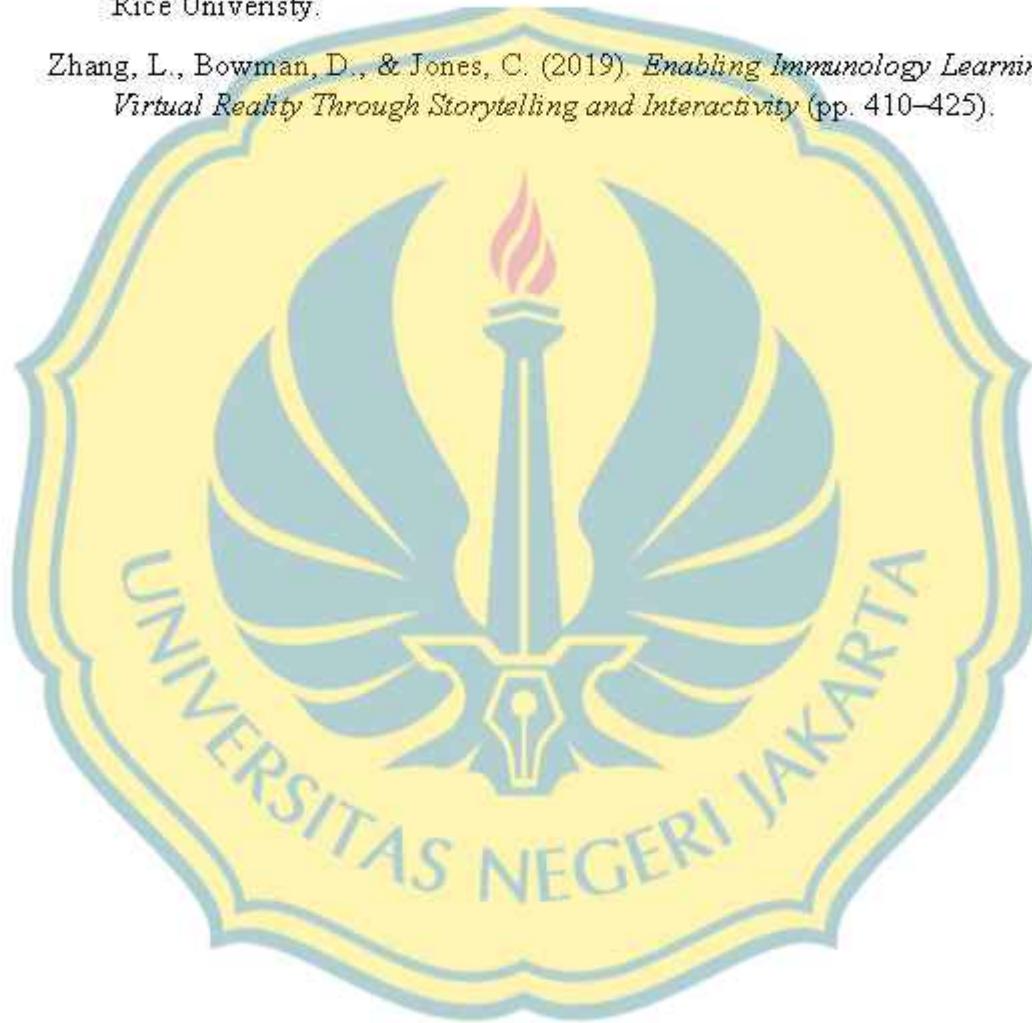 Rice Univeristy.
Zhang, L., Bowman, D., & Jones, C. (2019). Enabling Immunology Learnin
Virtual Reality Through Storytelling and Interactivity (pp. 410–425).
UNIVERSITAS NEGERI JAKARTA